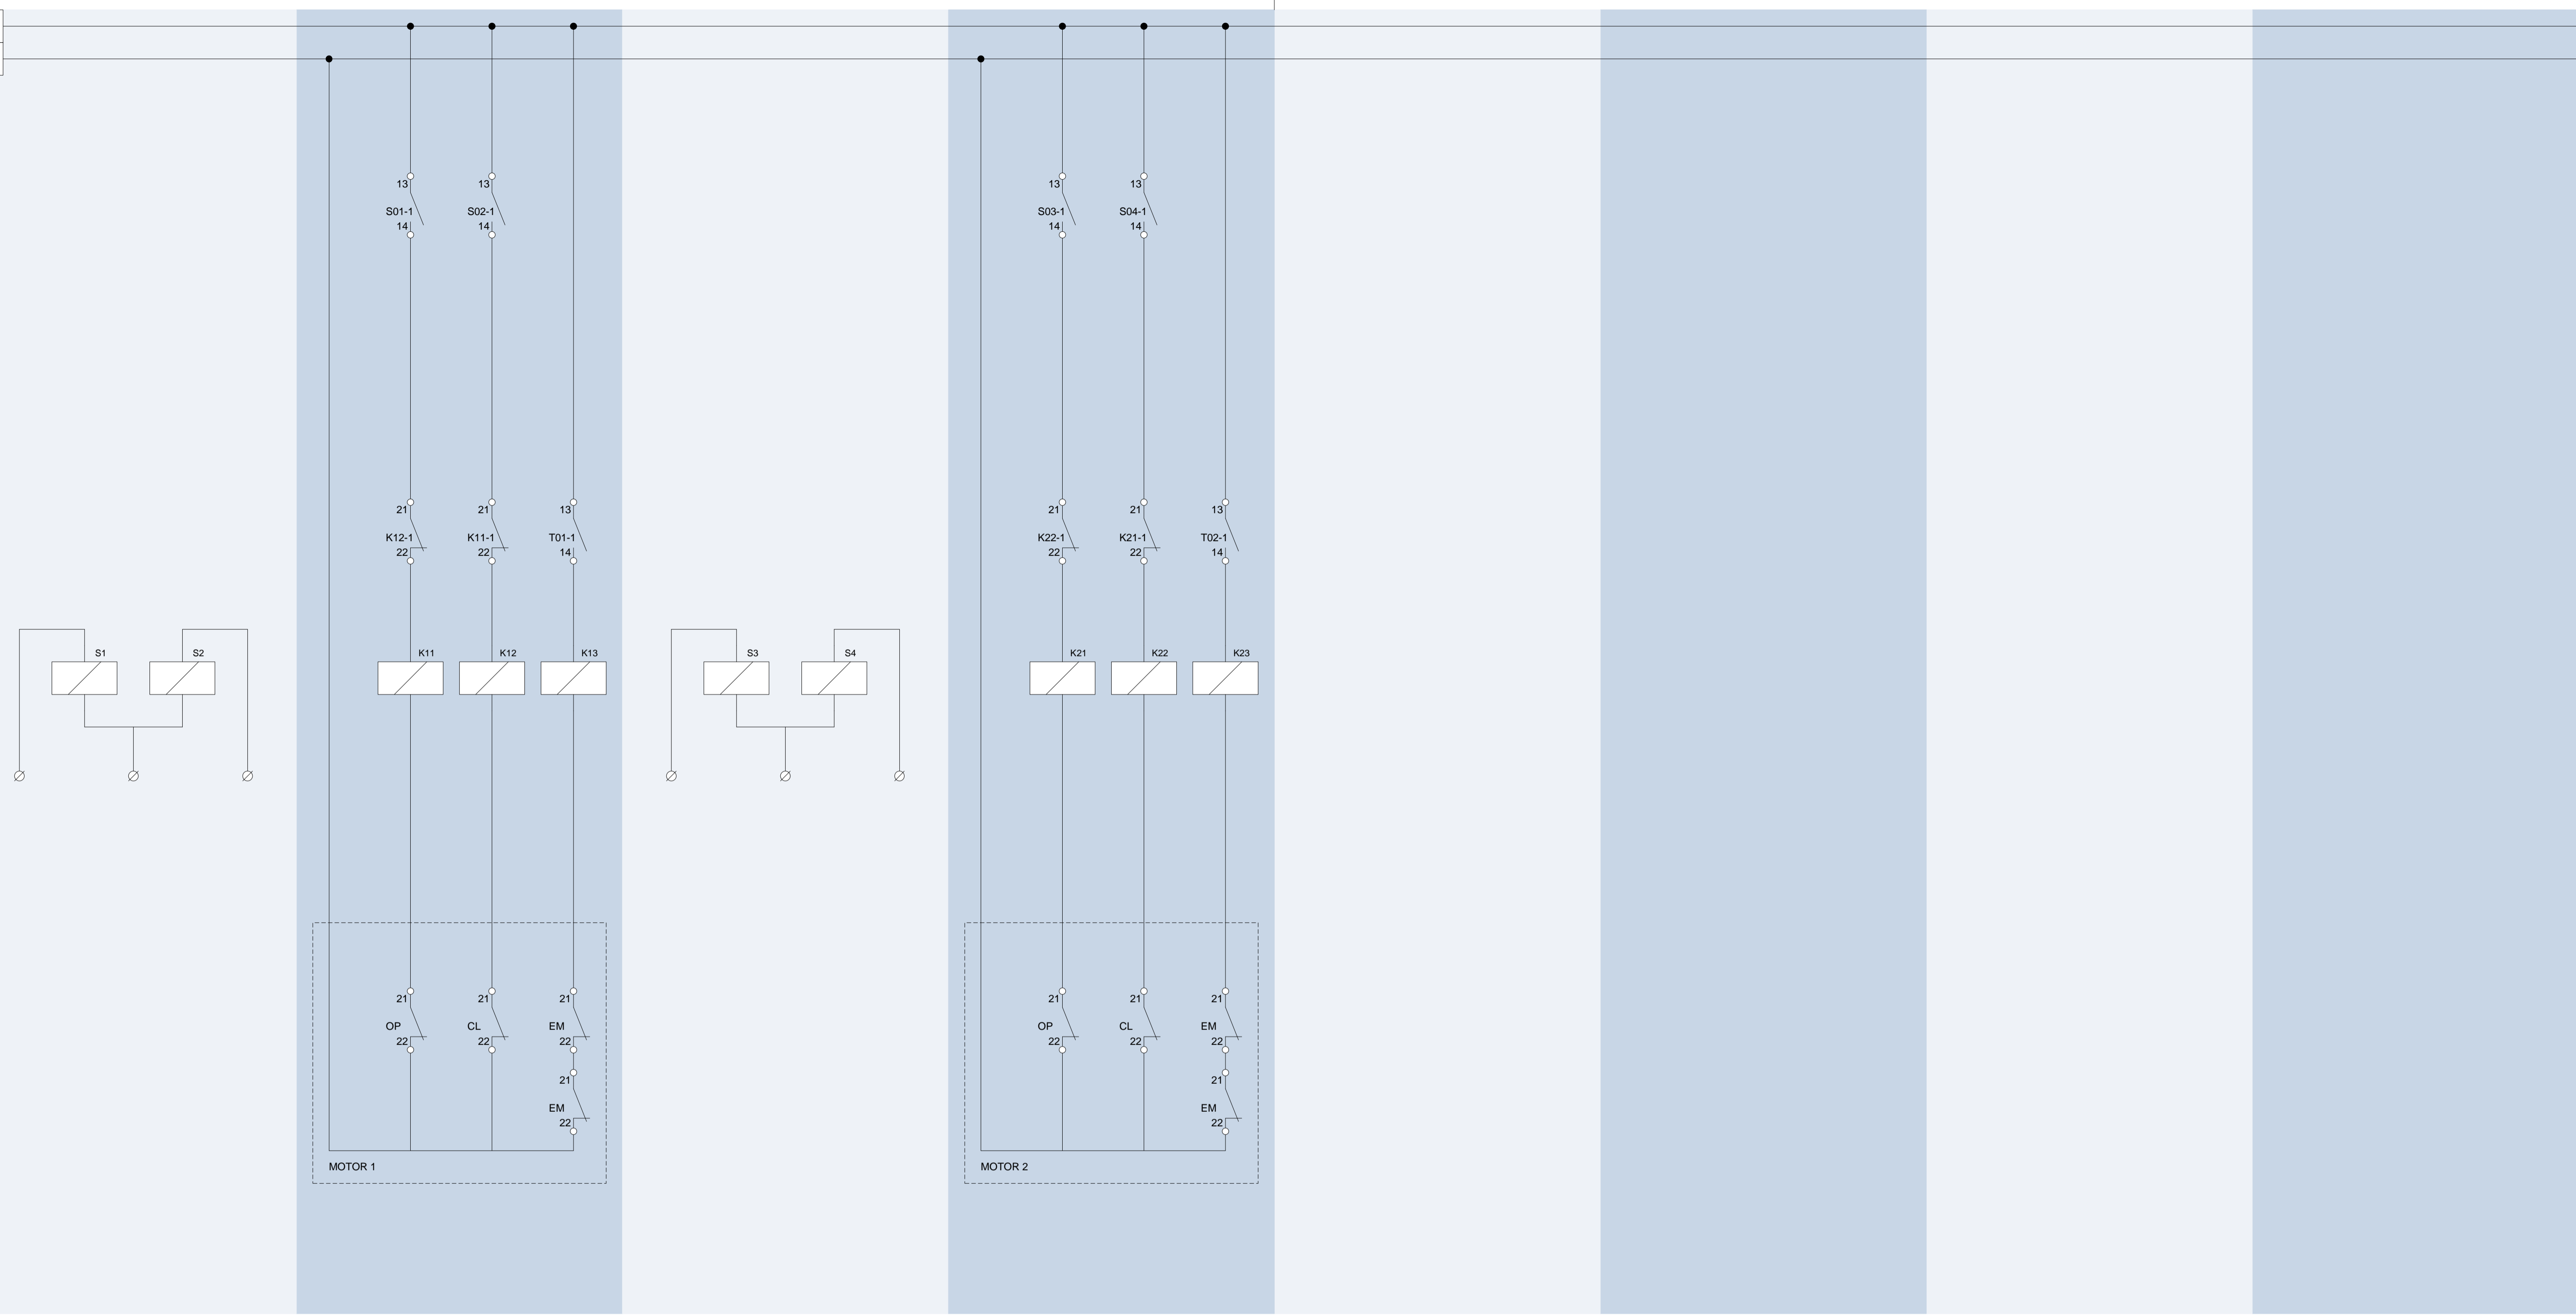 13 13 13 13
S01-1 S02-1 S03-1 S04-1
14 14 14 14
21 21 13 21 21 13
K12-1 K11-1 T01-1 K22-1 K21-1 T02-1
22 22 14 22 22 14
S1 S2 K11 K12 K13 S3 S4 K21 K22 K23
21 21 21 21 21 21
OP CL EM OP CL EM
22 22 22 22 22 22
21 21
EM EM
22 22
MOTOR 1 MOTOR 2